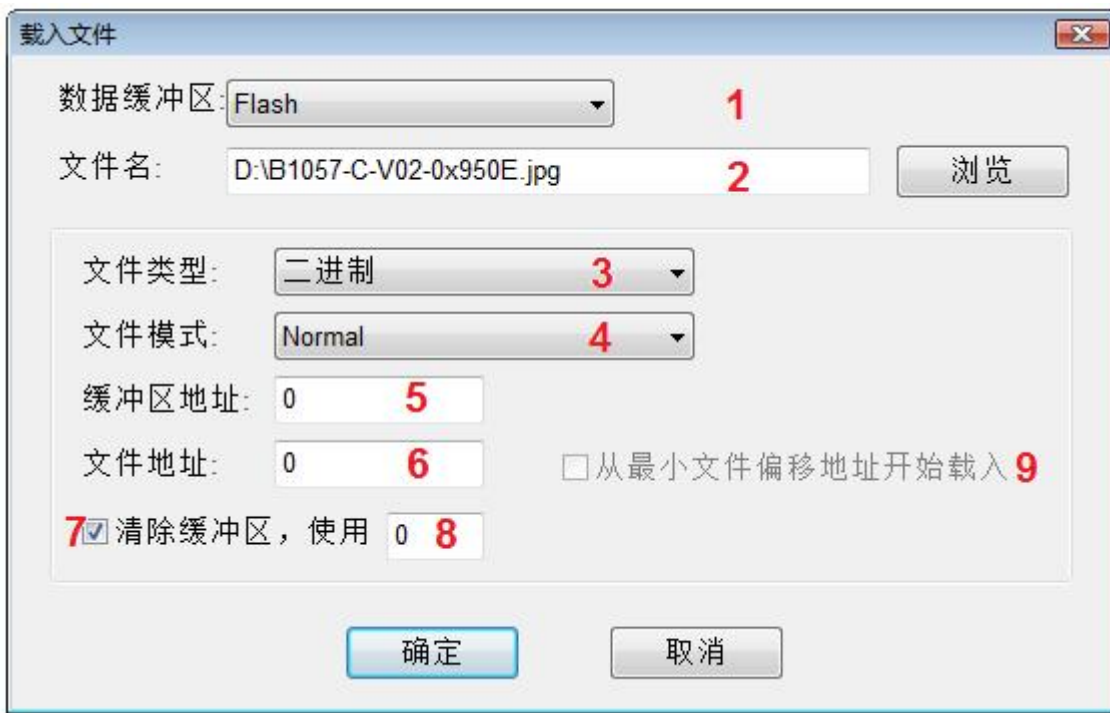 载入文件
数据缓冲区: Flash 1
文件名: D:\B1057-C-V02-0x950E.jpg 2 浏览
文件类型: 二进制 3
文件模式: Normal 4
缓冲区地址: 0 5
文件地址: 0 6 从最小文件偏移地址开始载入 9
7 清除缓冲区，使用 0 8
确定 取消